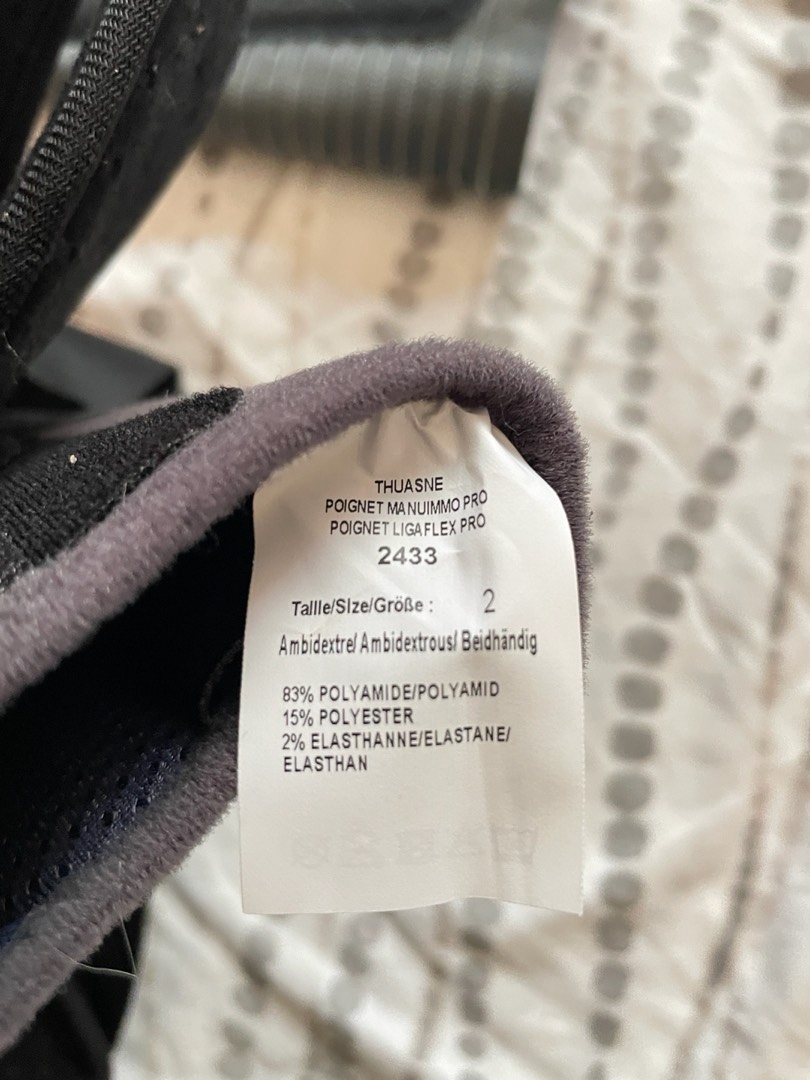 THUASNE
POIGNET MANUIMMO PRO
POIGNET LIGAFLEX PRO
2433
Taille/Size/Größe : 2
Ambidextre/ Ambidextrous/ Beidhändig
83% POLYAMIDE/POLYAMID
15% POLYESTER
2% ELASTHANNE/ELASTANE/
ELASTHAN